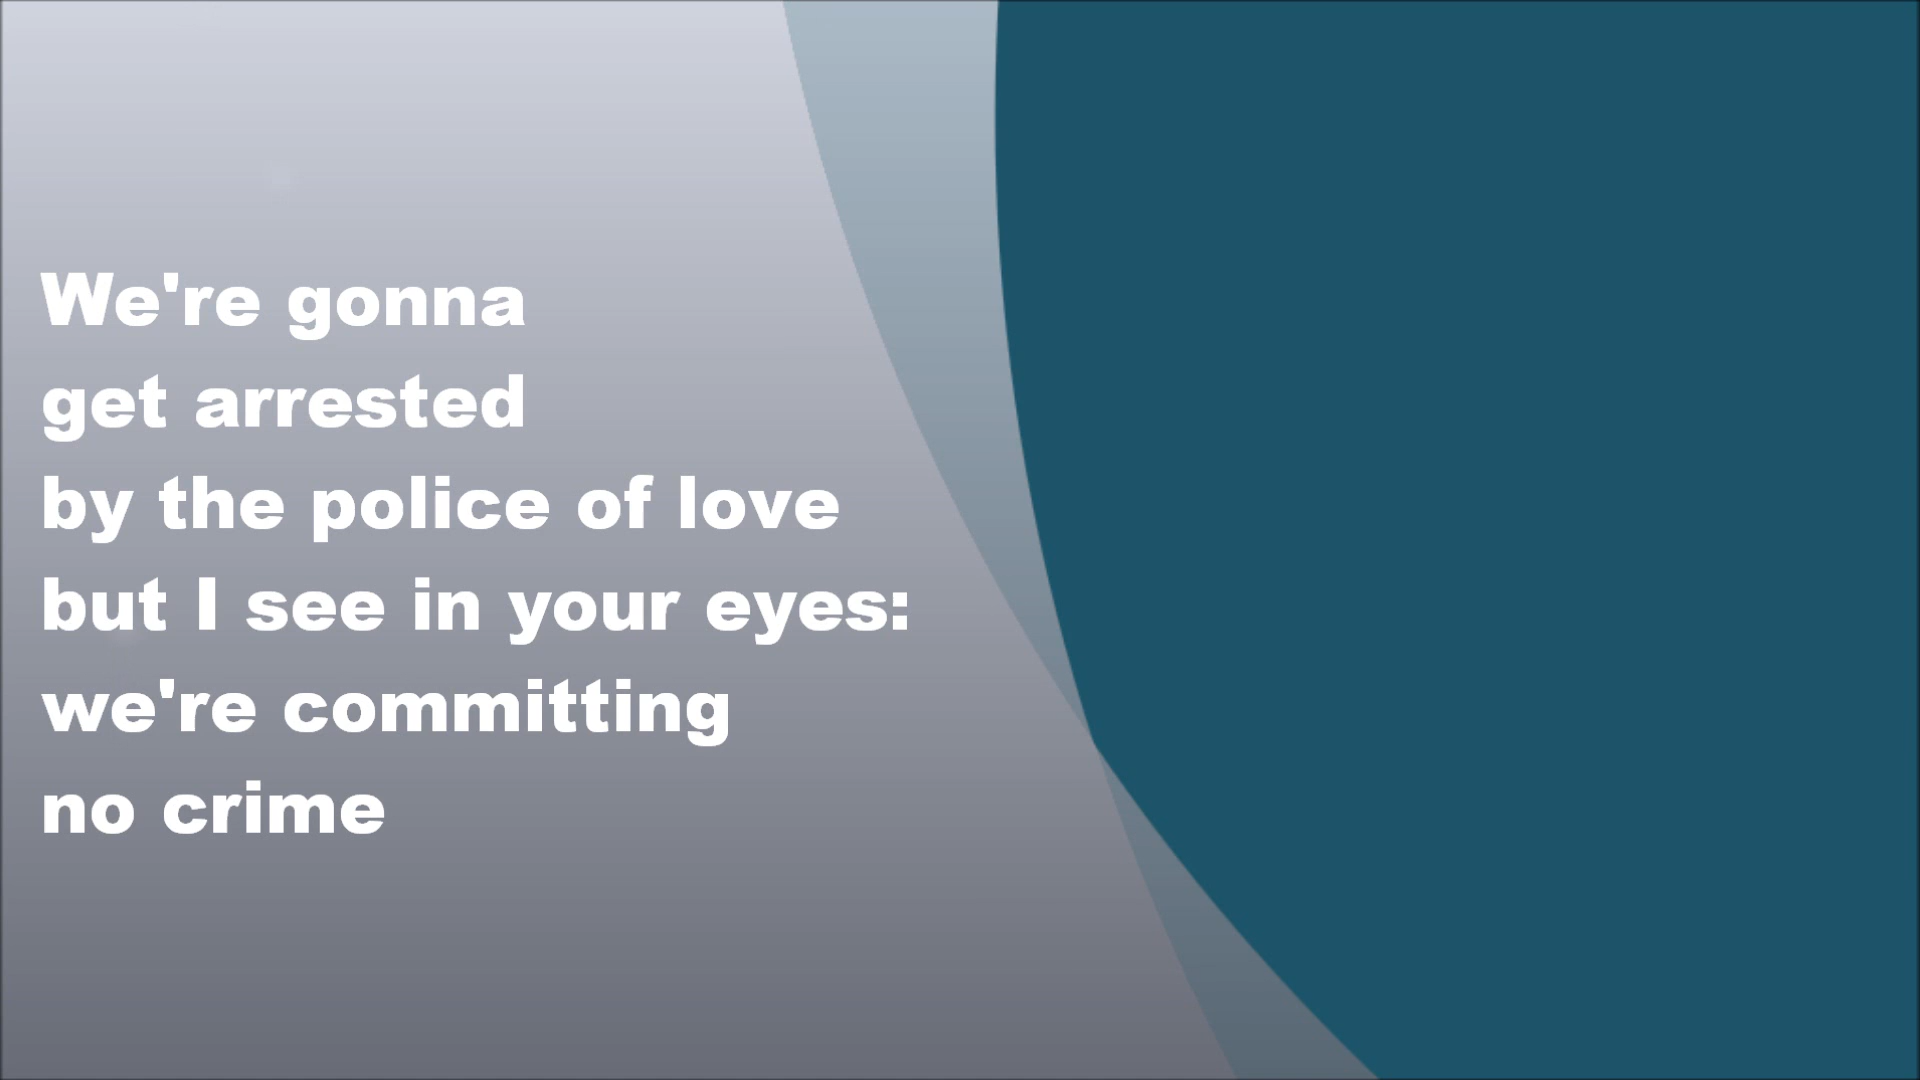 We're gonna
get arrested
by the police of love
but I see in your eyes:
we're committing
no crime